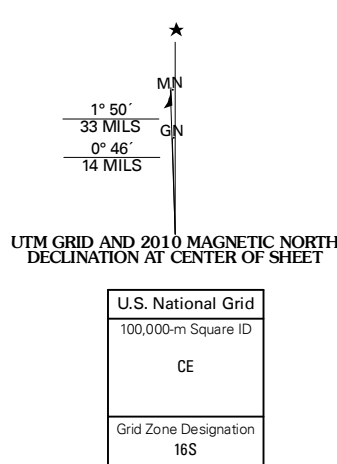 MN
1° 50´
33 MILS
GN
0° 46´
14 MILS
UTM GRID AND 2010 MAGNETIC NORTH
DECLINATION AT CENTER OF SHEET
U.S. National Grid
100,000-m Square ID
CE
Grid Zone Designation
16S